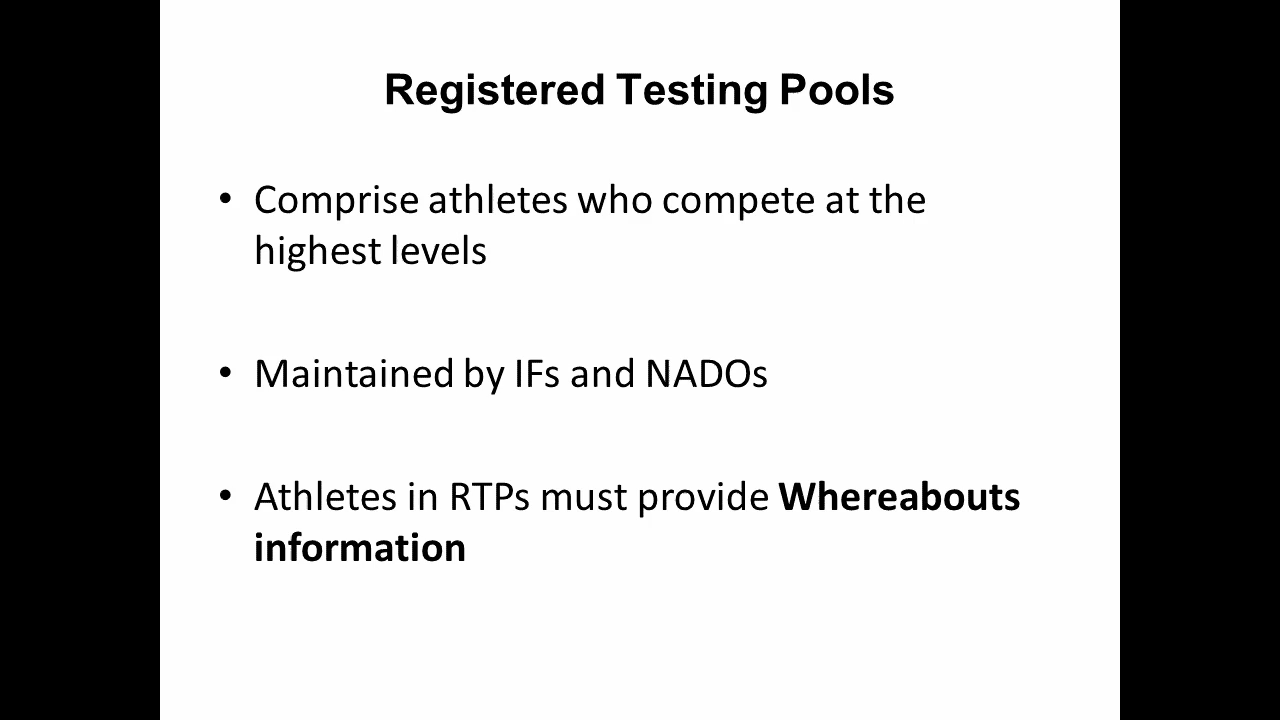 Registered Testing Pools
• Comprise athletes who compete at the
highest levels
• Maintained by IFs and NADOs
• Athletes in RTPs must provide Whereabouts
information